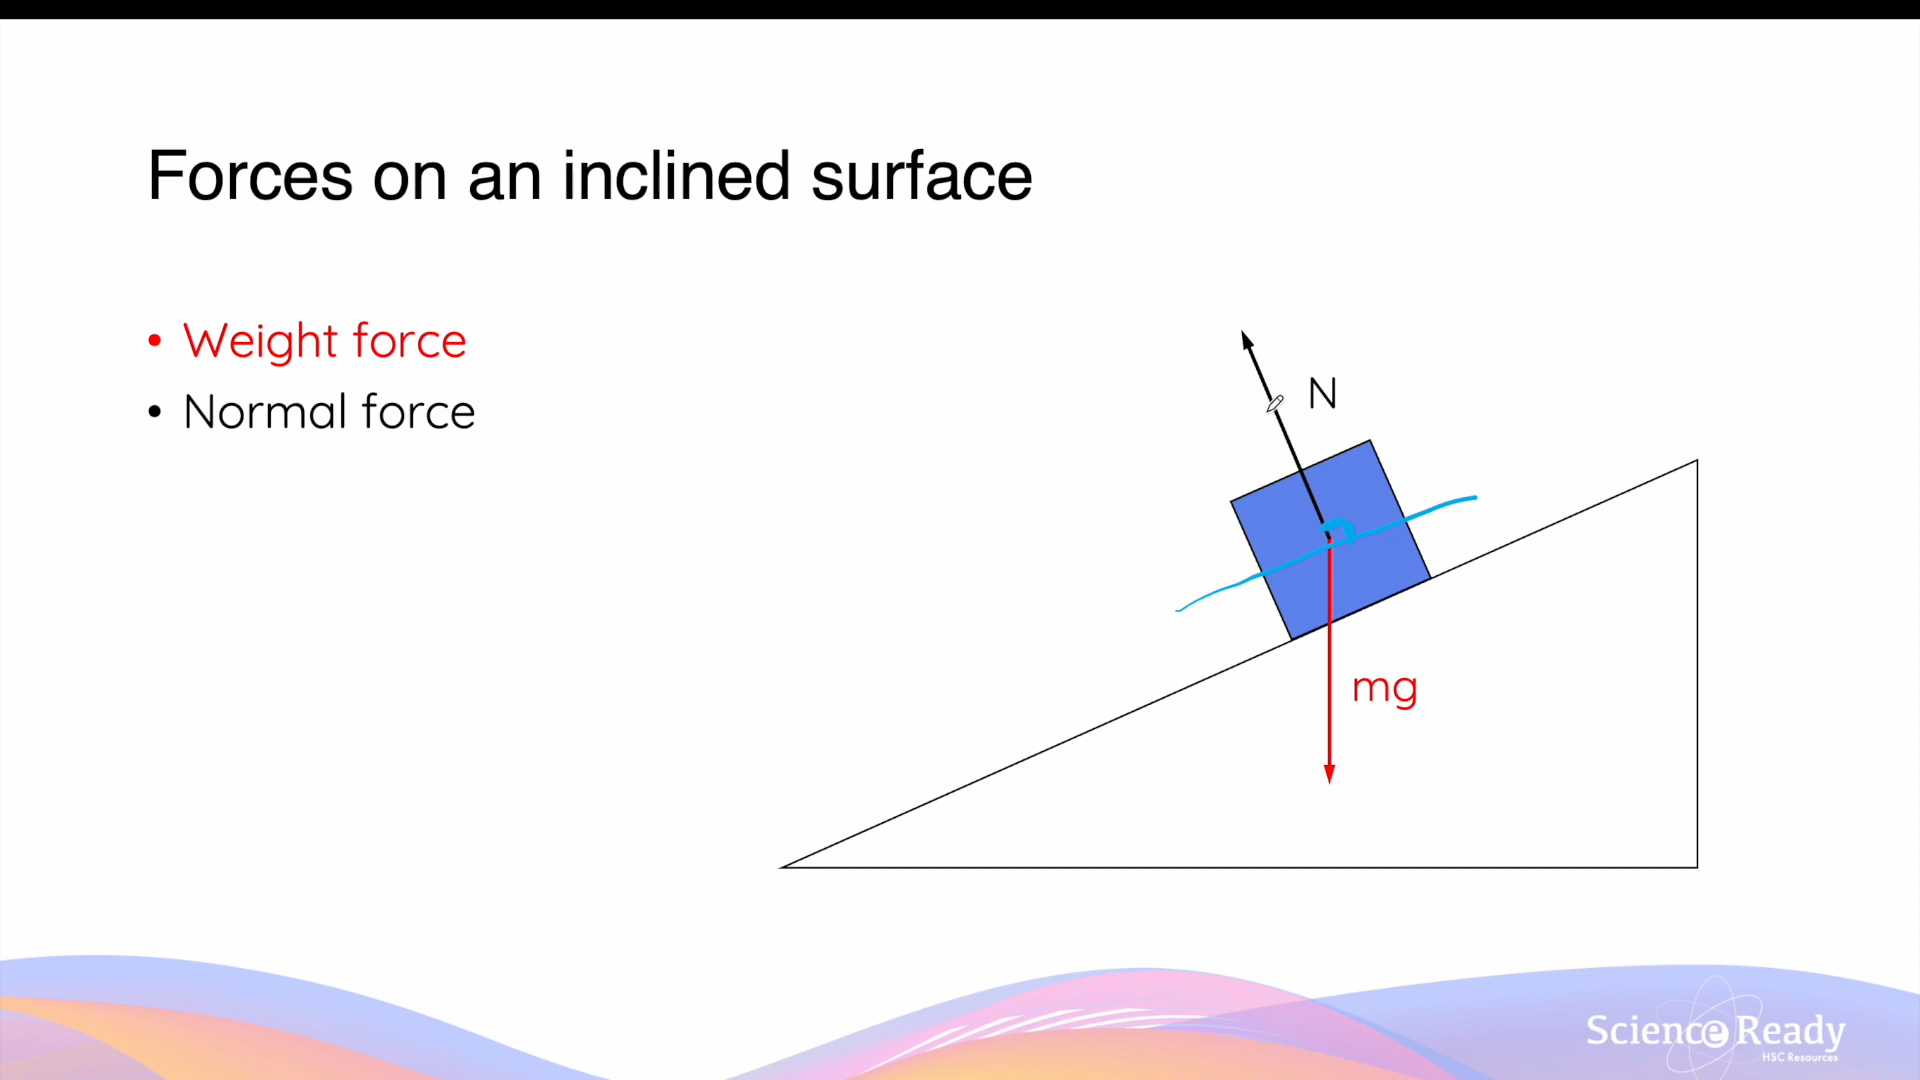 Forces on an inclined surface
• Weight force
• Normal force
N
mg
Science Ready
HSC Resources